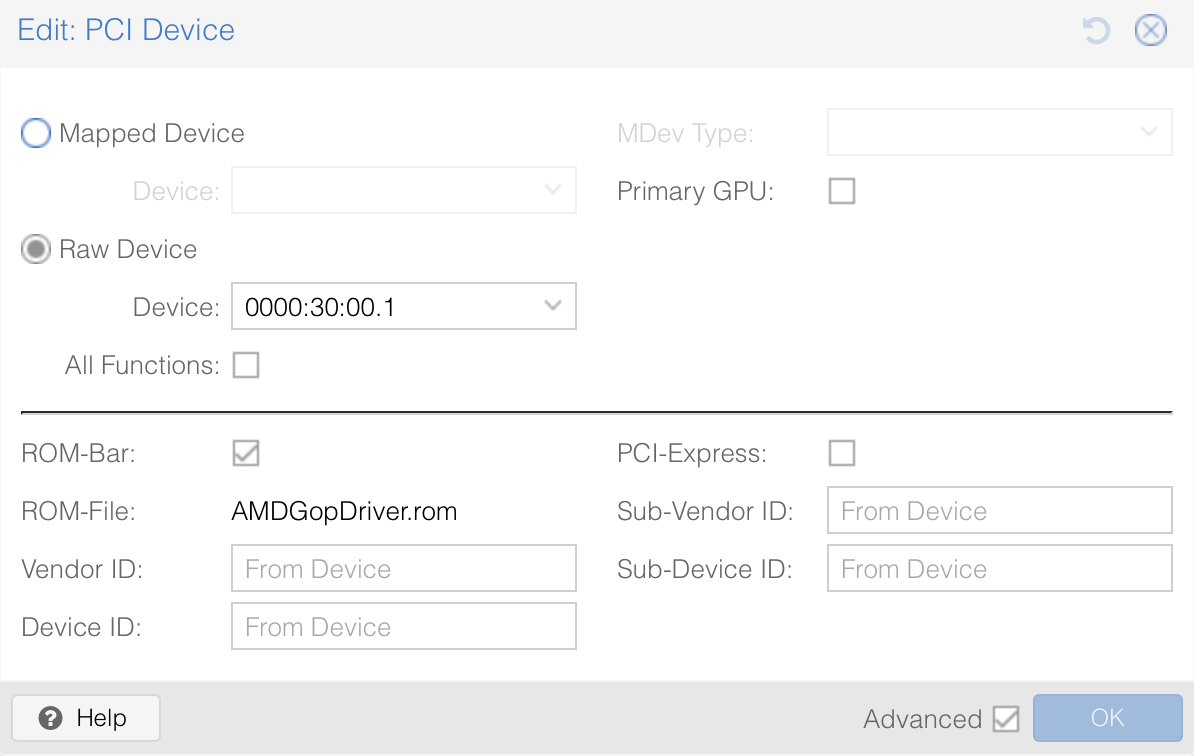 Edit: PCI Device
Mapped Device
MDev Type:
Device:
Primary GPU:
Raw Device
Device: 0000:30:00.1
All Functions:
ROM-Bar:
PCI-Express:
ROM-File: AMDGopDriver.rom
Sub-Vendor ID: From Device
Vendor ID: From Device
Sub-Device ID: From Device
Device ID: From Device
Help
Advanced
OK